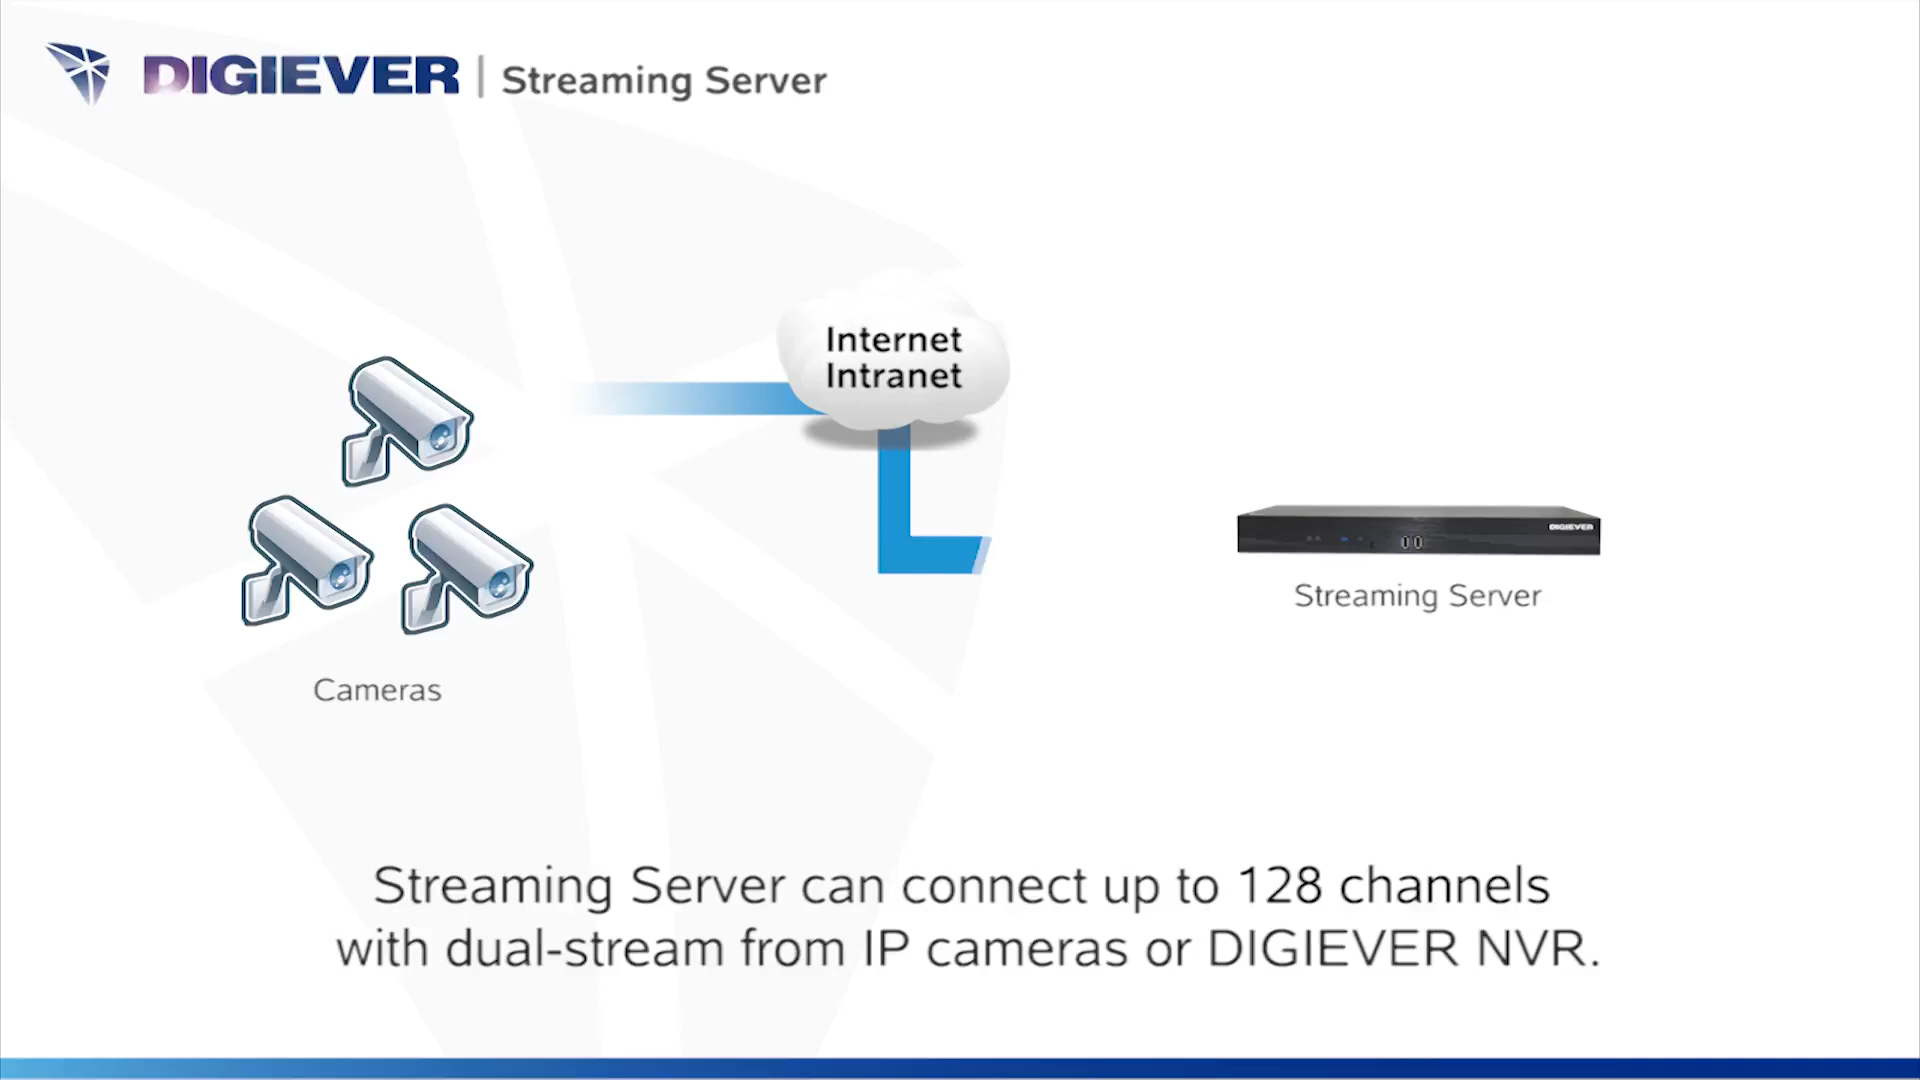 DIGIEVER | Streaming Server
Internet
Intranet
DIGIEVER
Streaming Server
Cameras
Streaming Server can connect up to 128 channels
with dual-stream from IP cameras or DIGIEVER NVR.